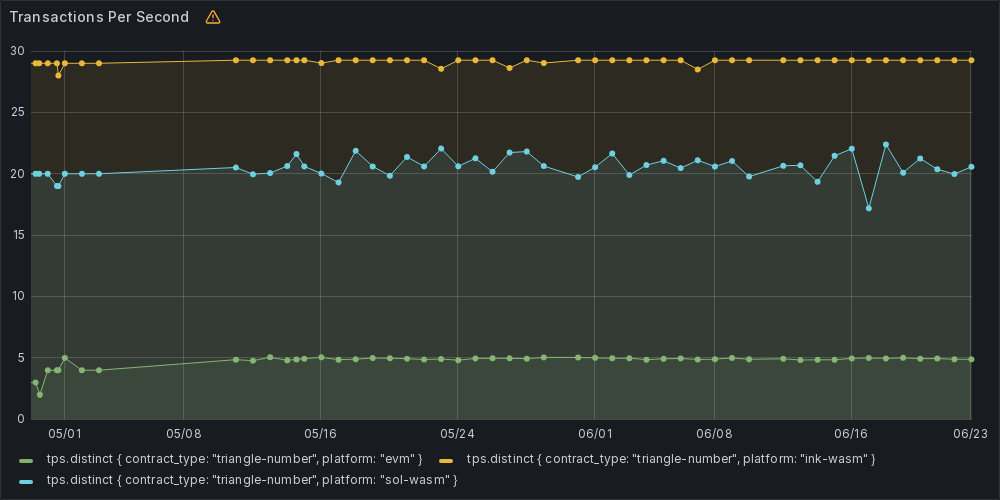 Transactions Per Second
30
25
20
15
10
5
0
05/01 05/08 05/16 05/24 06/01 06/08 06/16 06/23
tps.distinct { contract_type: "triangle-number", platform: "evm" } tps.distinct { contract_type: "triangle-number", platform: "ink-wasm" }
tps.distinct { contract_type: "triangle-number", platform: "sol-wasm" }